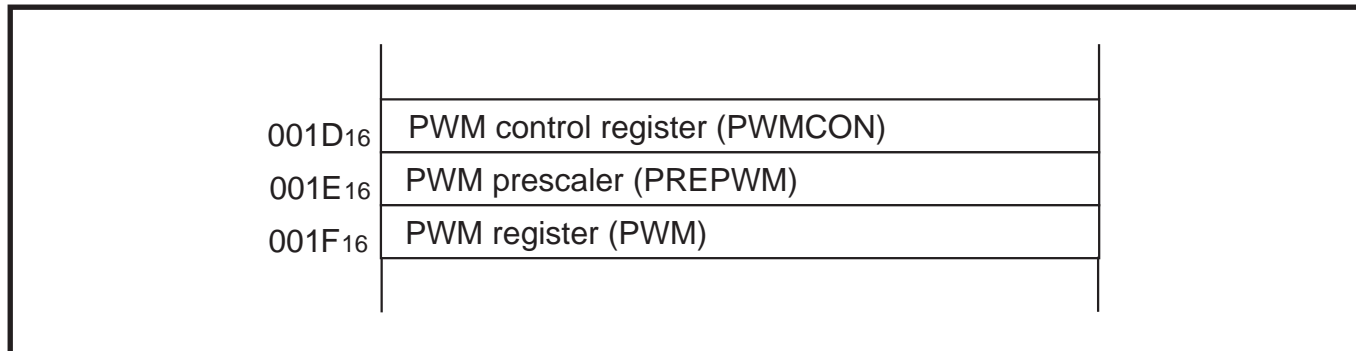 001D16 PWM control register (PWMCON)
001E16 PWM prescaler (PREPWM)
001F16 PWM register (PWM)